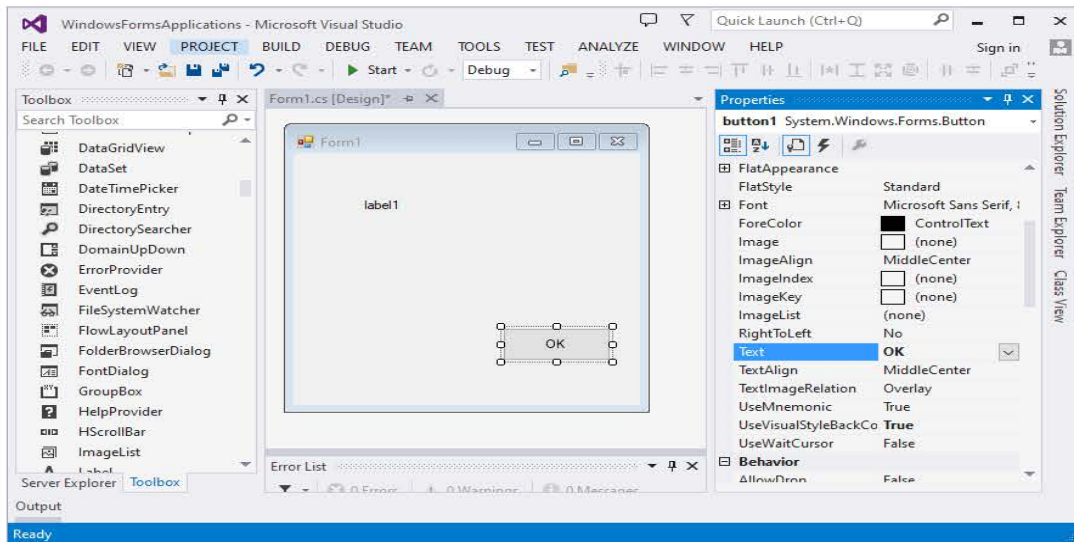 WindowsFormsApplications - Microsoft Visual Studio
Quick Launch (Ctrl+Q)
FILE EDIT VIEW PROJECT BUILD DEBUG TEAM TOOLS TEST ANALYZE WINDOW HELP
Sign in
Start
Debug
Toolbox
Search Toolbox
DataGridView
DataSet
DateTimePicker
DirectoryEntry
DirectorySearcher
DomainUpDown
ErrorProvider
EventLog
FileSystemWatcher
FlowLayoutPanel
FolderBrowserDialog
FontDialog
GroupBox
HelpProvider
HScrollBar
ImageList
Label
Server Explorer Toolbox
Form1.cs [Design]*
Form1
label1
OK
Error List
0 Errors 0 Warnings 0 Messages
Properties
button1 System.Windows.Forms.Button
FlatAppearance
FlatStyle Standard
Font Microsoft Sans Serif,
ForeColor ControlText
Image (none)
ImageAlign MiddleCenter
ImageIndex (none)
ImageKey (none)
ImageList (none)
RightToLeft No
Text OK
TextAlign MiddleCenter
TextImageRelation Overlay
UseMnemonic True
UseVisualStyleBackCo True
UseWaitCursor False
Behavior
AllowDrop False
Solution Explorer
Team Explorer
Class View
Output
Ready